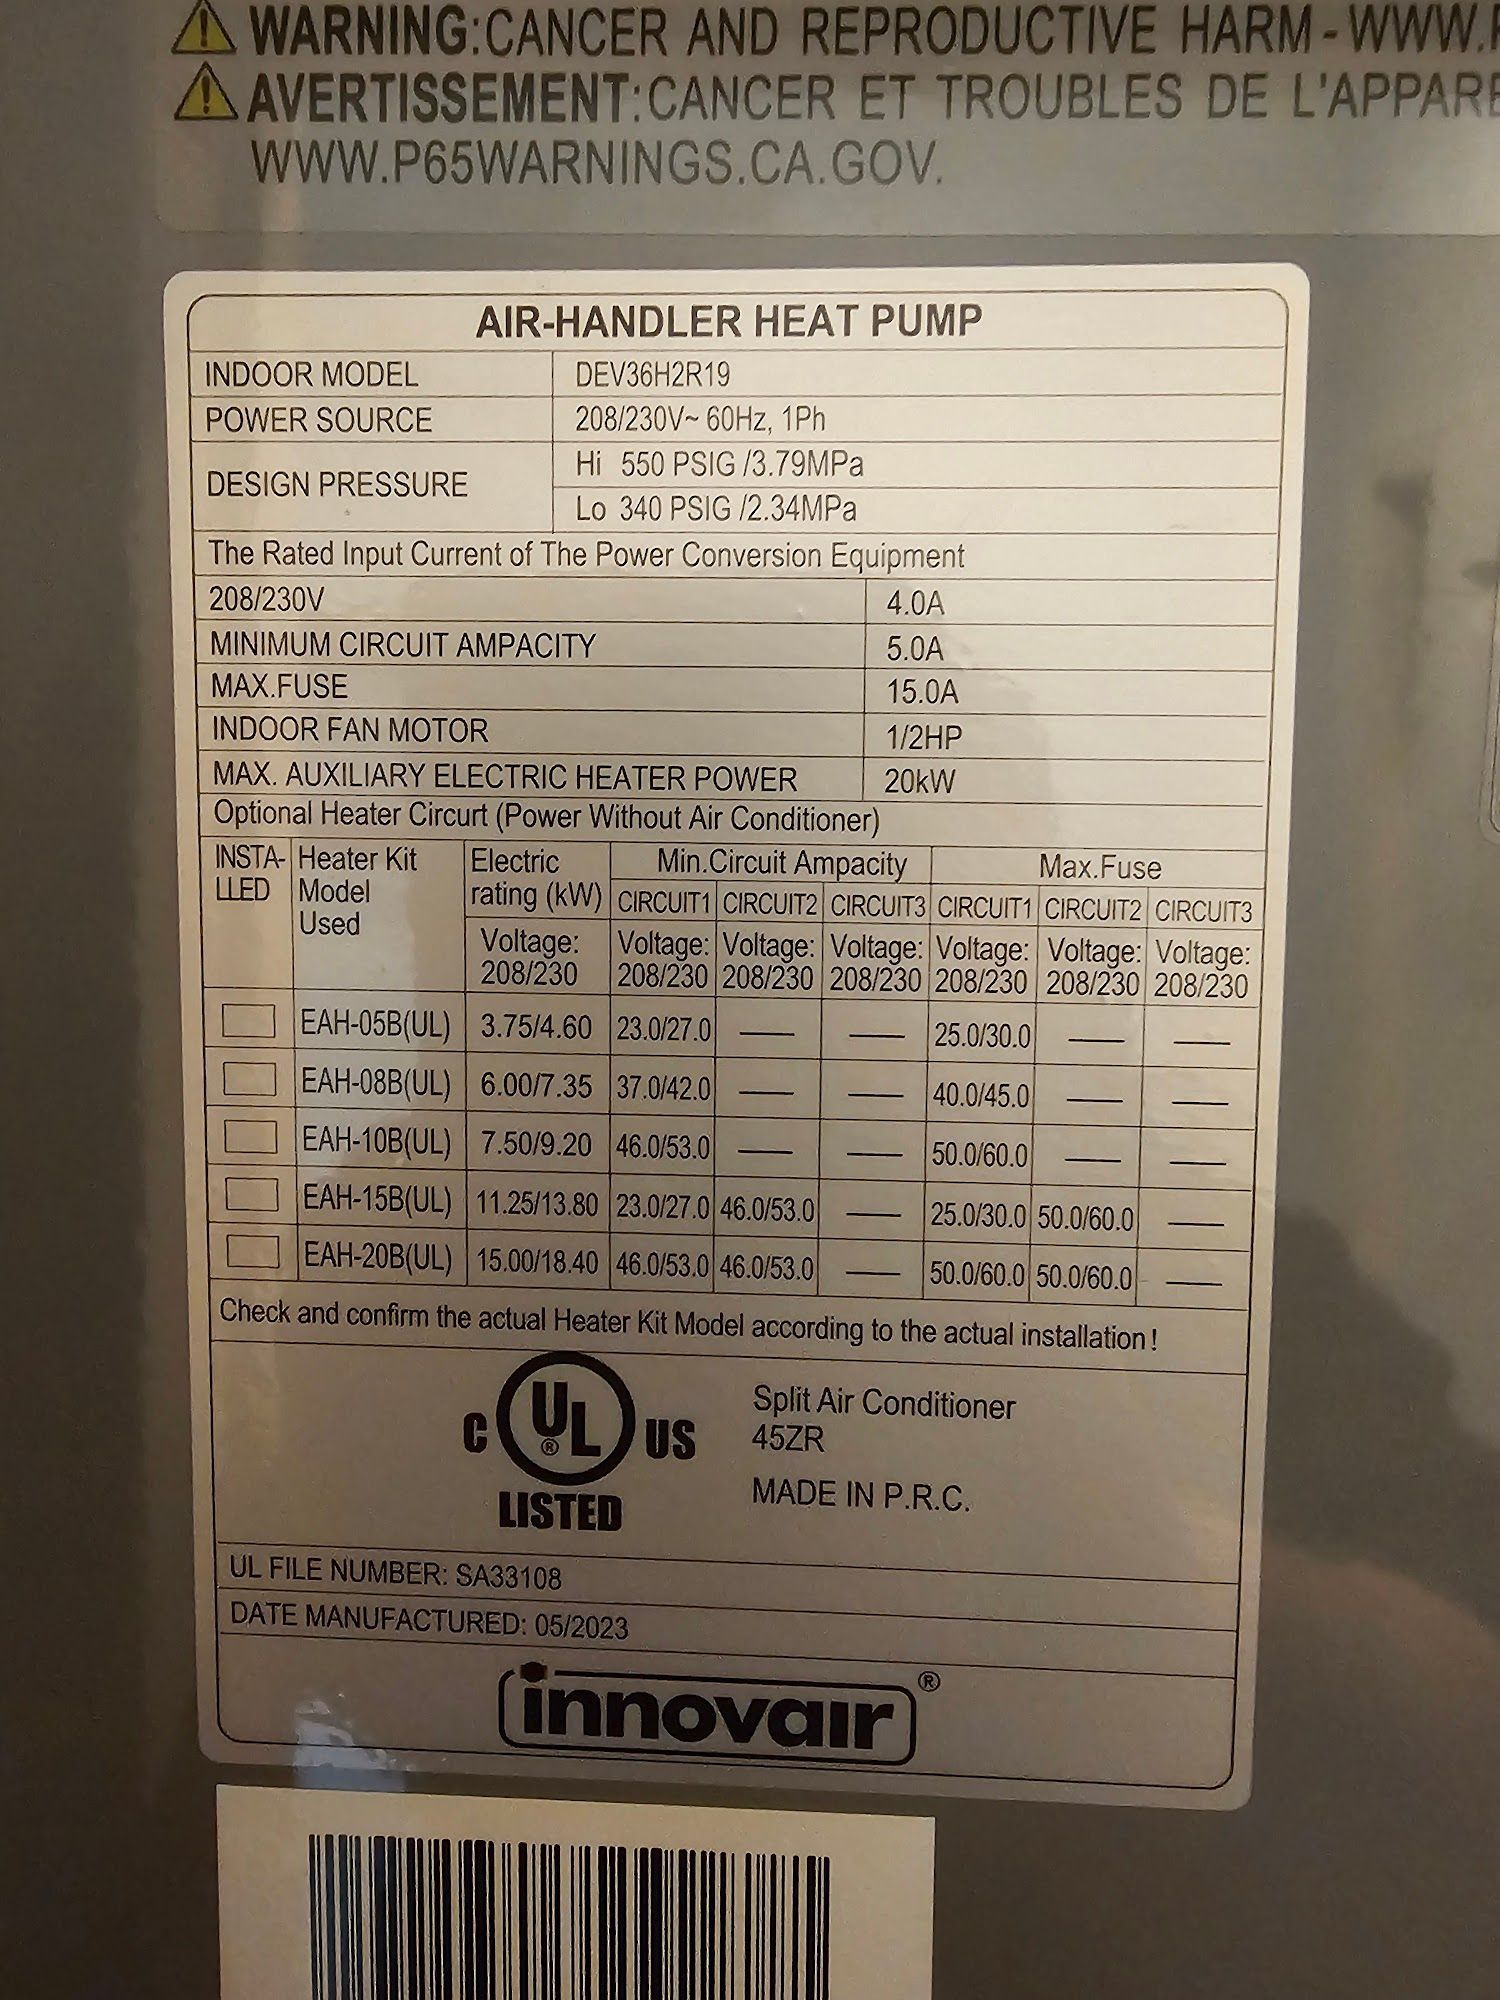 WARNING:CANCER AND REPRODUCTIVE HARM - WWW.
AVERTISSEMENT:CANCER ET TROUBLES DE L'APPARE
WWW.P65WARNINGS.CA.GOV.
AIR-HANDLER HEAT PUMP
INDOOR MODEL DEV36H2R19
POWER SOURCE 208/230V~ 60Hz, 1Ph
DESIGN PRESSURE Hi 550 PSIG /3.79MPa
Lo 340 PSIG /2.34MPa
The Rated Input Current of The Power Conversion Equipment
208/230V 4.0A
MINIMUM CIRCUIT AMPACITY 5.0A
MAX.FUSE 15.0A
INDOOR FAN MOTOR 1/2HP
MAX. AUXILIARY ELECTRIC HEATER POWER 20kW
Optional Heater Circurt (Power Without Air Conditioner)
INSTA- Heater Kit Electric Min.Circuit Ampacity Max.Fuse
LLED Model rating (kW) CIRCUIT1 CIRCUIT2 CIRCUIT3 CIRCUIT1 CIRCUIT2 CIRCUIT3
Used Voltage: Voltage: Voltage: Voltage: Voltage: Voltage: Voltage:
208/230 208/230 208/230 208/230 208/230 208/230 208/230
EAH-05B(UL) 3.75/4.60 23.0/27.0 — — 25.0/30.0 — —
EAH-08B(UL) 6.00/7.35 37.0/42.0 — — 40.0/45.0 — —
EAH-10B(UL) 7.50/9.20 46.0/53.0 — — 50.0/60.0 — —
EAH-15B(UL) 11.25/13.80 23.0/27.0 46.0/53.0 — 25.0/30.0 50.0/60.0 —
EAH-20B(UL) 15.00/18.40 46.0/53.0 46.0/53.0 — 50.0/60.0 50.0/60.0 —
Check and confirm the actual Heater Kit Model according to the actual installation!
C UL ® US
LISTED
Split Air Conditioner
45ZR
MADE IN P.R.C.
UL FILE NUMBER: SA33108
DATE MANUFACTURED: 05/2023
innovair ®